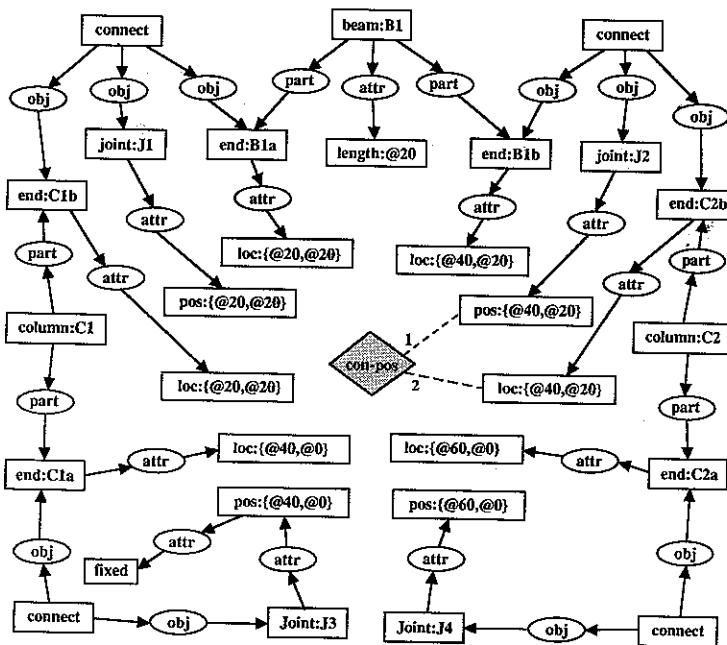 connect
beam:B1
connect
obj
obj
obj
part
attr
part
obj
obj
obj
joint:J1
end:B1a
length:@20
end:B1b
joint:J2
end:C1b
attr
attr
attr
attr
end:C2b
part
attr
loc:{@20,@20}
loc:{@40,@20}
attr
part
pos:{@20,@20}
pos:{@40,@20}
column:C1
con-pos
1
2
column:C2
loc:{@20,@20}
loc:{@40,@20}
part
part
end:C1a
attr
loc:{@40,@0}
loc:{@60,@0}
attr
end:C2a
pos:{@40,@0}
pos:{@60,@0}
obj
attr
attr
attr
obj
fixed
connect
obj
Joint:J3
Joint:J4
obj
connect